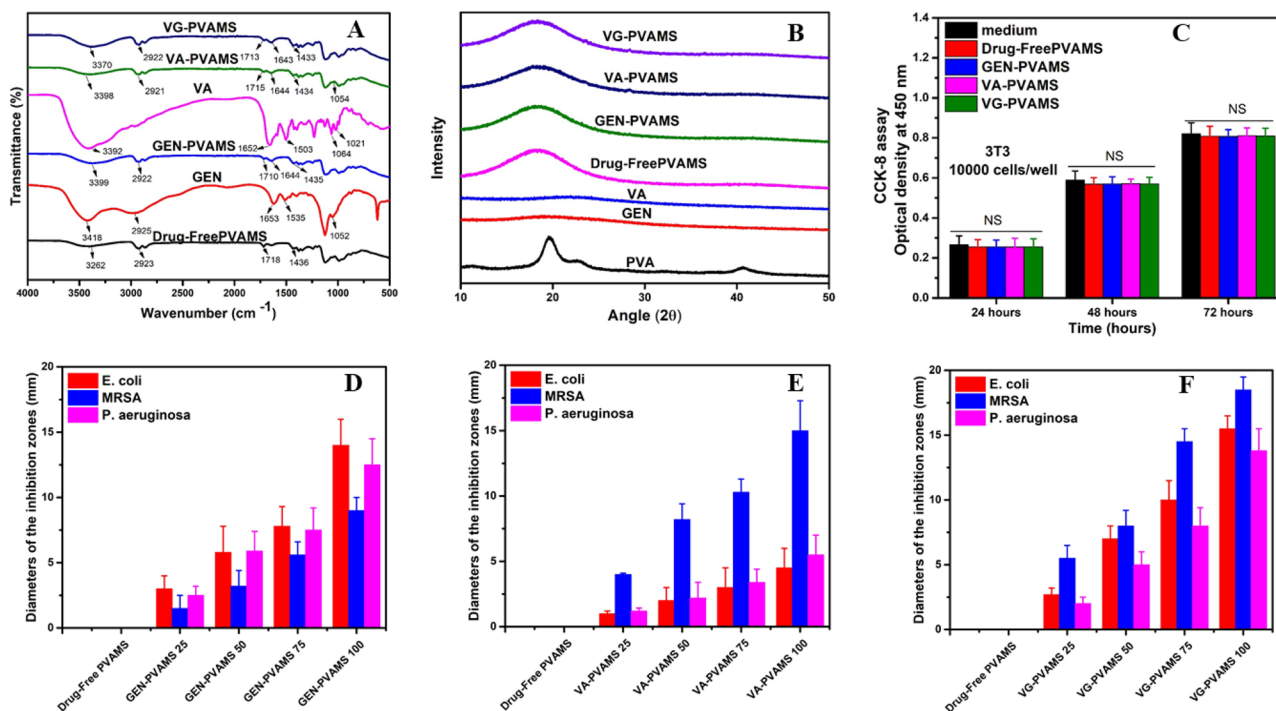 A
VG-PVAMS
3370
2922
1713
1643
1433
VA-PVAMS
3398
2921
1715
1644
1434
1054
VA
3392
1652
1503
1064
1021
GEN-PVAMS
3399
2922
1710
1644
1435
GEN
3418
2925
1653
1535
1052
Drug-FreePVAMS
3262
2923
1718
1436
Transmittance (%)
4000
3500
3000
2500
2000
1500
1000
500
Wavenumber (cm⁻¹)
B
VG-PVAMS
VA-PVAMS
GEN-PVAMS
Drug-FreePVAMS
VA
GEN
PVA
Intensity
10
20
30
40
50
Angle (2θ)
C
medium
Drug-FreePVAMS
GEN-PVAMS
VA-PVAMS
VG-PVAMS
3T3
10000 cells/well
NS
NS
NS
CCK-8 assay
Optical density at 450 nm
1.4
1.2
1.0
0.8
0.6
0.4
0.2
0.0
24 hours
48 hours
72 hours
Time (hours)
D
E. coli
MRSA
P. aeruginosa
Diameters of the inhibition zones (mm)
20
15
10
5
0
Drug-Free PVAMS
GEN-PVAMS 25
GEN-PVAMS 50
GEN-PVAMS 75
GEN-PVAMS 100
E
E. coli
MRSA
P. aeruginosa
Diameters of the inhibition zones (mm)
20
15
10
5
0
Drug-Free PVAMS
VA-PVAMS 25
VA-PVAMS 50
VA-PVAMS 75
VA-PVAMS 100
F
E. coli
MRSA
P. aeruginosa
Diameters of the inhibition zones (mm)
20
15
10
5
0
Drug-Free PVAMS
VG-PVAMS 25
VG-PVAMS 50
VG-PVAMS 75
VG-PVAMS 100